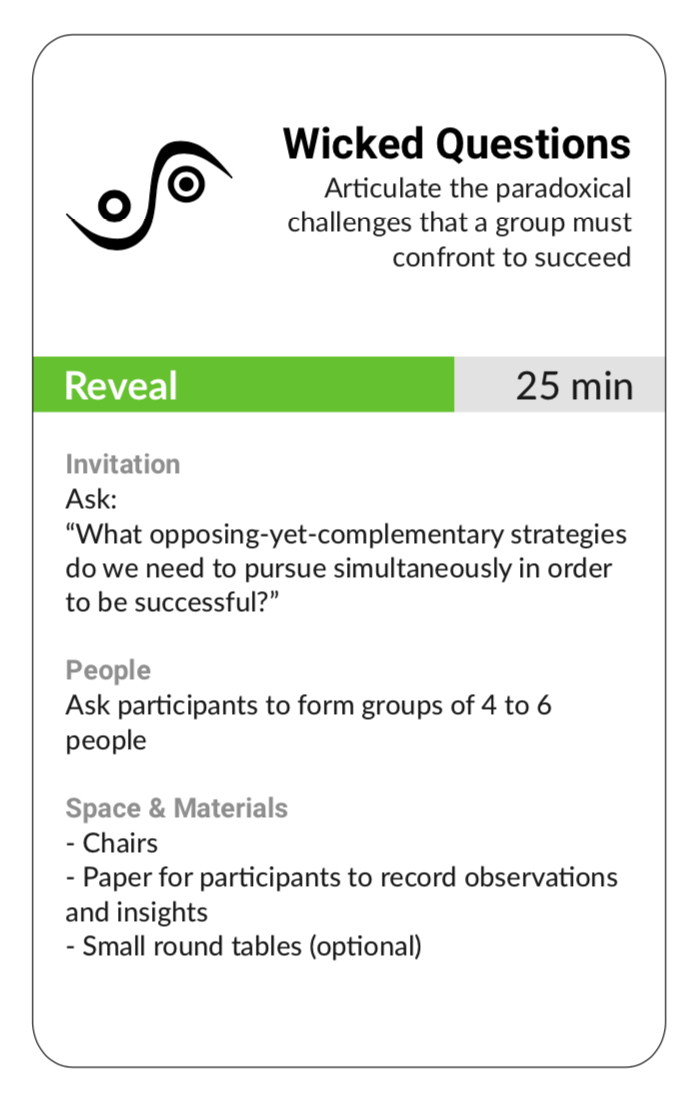 Wicked Questions
Articulate the paradoxical
challenges that a group must
confront to succeed
Reveal
25 min
Invitation
Ask:
“What opposing-yet-complementary strategies
do we need to pursue simultaneously in order
to be successful?”
People
Ask participants to form groups of 4 to 6
people
Space & Materials
- Chairs
- Paper for participants to record observations
and insights
- Small round tables (optional)